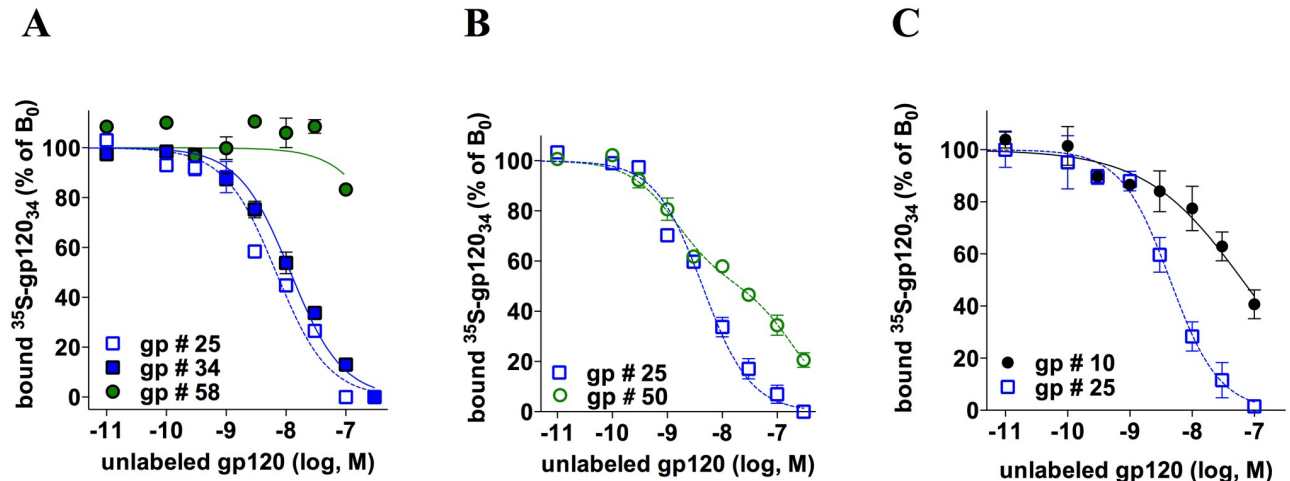 A
bound ³⁵S-gp120₃₄ (% of B₀)
100
80
60
40
20
0
gp # 25
gp # 34
gp # 58
-11 -10 -9 -8 -7
unlabeled gp120 (log, M)
B
bound ³⁵S-gp120₃₄ (% of B₀)
100
80
60
40
20
0
gp # 25
gp # 50
-11 -10 -9 -8 -7
unlabeled gp120 (log, M)
C
bound ³⁵S-gp120₃₄ (% of B₀)
100
80
60
40
20
0
gp # 10
gp # 25
-11 -10 -9 -8 -7
unlabeled gp120 (log, M)